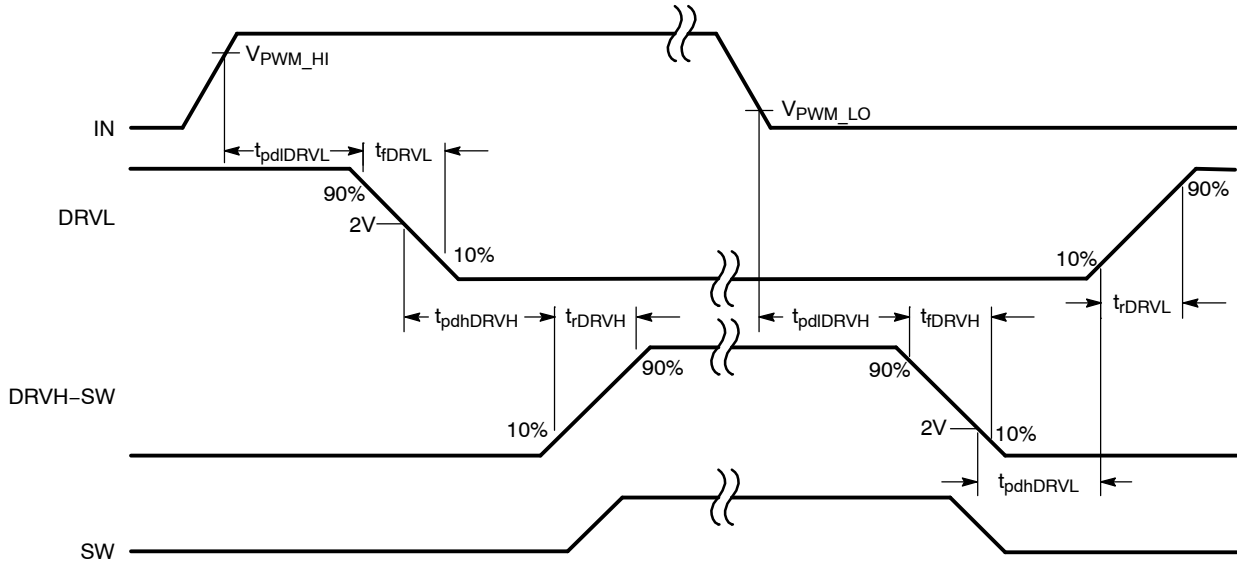 VPWM_HI
IN
VPWM_LO
tpdlDRVL
tfDRVL
90%
90%
DRVL
2V
10%
10%
tpdhDRVH
trDRVH
tpdlDRVH
tfDRVH
trDRVL
90%
90%
DRVH–SW
10%
2V
10%
tpdhDRVL
SW